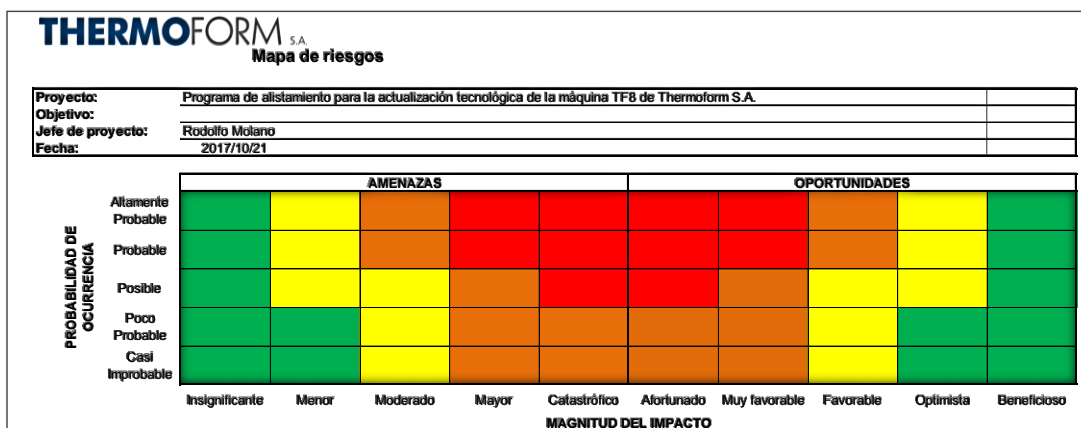 THERMOFORM S.A.
Mapa de riesgos
Proyecto: Programa de alistamiento para la actualización tecnológica de la máquina TF8 de Thermoform S.A.
Objetivo:
Jefe de proyecto: Rodolfo Molano
Fecha: 2017/10/21
AMENAZAS OPORTUNIDADES
PROBABILIDAD DE
OCURRENCIA
Altamente
Probable
Probable
Posible
Poco
Probable
Casi
Improbable
Insignificante Menor Moderado Mayor Catastrófico Afortunado Muy favorable Favorable Optimista Beneficioso
MAGNITUD DEL IMPACTO